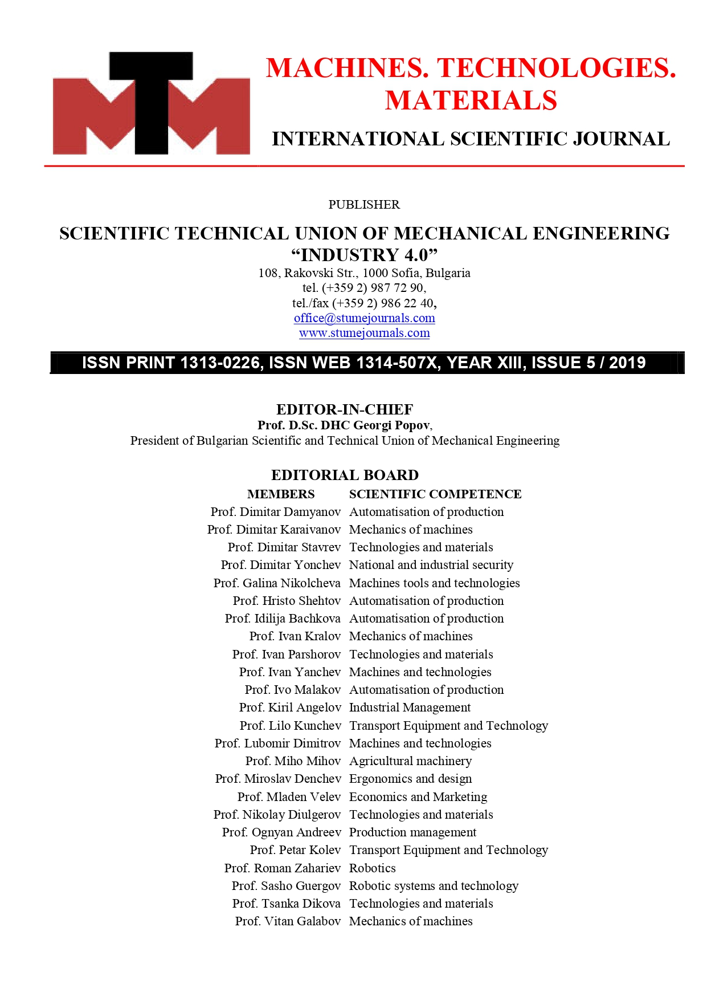 MTM
MACHINES. TECHNOLOGIES.
MATERIALS
INTERNATIONAL SCIENTIFIC JOURNAL
PUBLISHER
SCIENTIFIC TECHNICAL UNION OF MECHANICAL ENGINEERING
“INDUSTRY 4.0”
108, Rakovski Str., 1000 Sofia, Bulgaria
tel. (+359 2) 987 72 90,
tel./fax (+359 2) 986 22 40,
office@stumejournals.com
www.stumejournals.com
ISSN PRINT 1313-0226, ISSN WEB 1314-507X, YEAR XIII, ISSUE 5 / 2019
EDITOR-IN-CHIEF
Prof. D.Sc. DHC Georgi Popov,
President of Bulgarian Scientific and Technical Union of Mechanical Engineering
EDITORIAL BOARD
MEMBERS SCIENTIFIC COMPETENCE
Prof. Dimitar Damyanov Automatisation of production
Prof. Dimitar Karaivanov Mechanics of machines
Prof. Dimitar Stavrev Technologies and materials
Prof. Dimitar Yonchev National and industrial security
Prof. Galina Nikolcheva Machines tools and technologies
Prof. Hristo Shehtov Automatisation of production
Prof. Idilija Bachkova Automatisation of production
Prof. Ivan Kralov Mechanics of machines
Prof. Ivan Parshorov Technologies and materials
Prof. Ivan Yanchev Machines and technologies
Prof. Ivo Malakov Automatisation of production
Prof. Kiril Angelov Industrial Management
Prof. Lilo Kunchev Transport Equipment and Technology
Prof. Lubomir Dimitrov Machines and technologies
Prof. Miho Mihov Agricultural machinery
Prof. Miroslav Denchev Ergonomics and design
Prof. Mladen Velev Economics and Marketing
Prof. Nikolay Diulgerov Technologies and materials
Prof. Ognyan Andreev Production management
Prof. Petar Kolev Transport Equipment and Technology
Prof. Roman Zahariev Robotics
Prof. Sasho Guergov Robotic systems and technology
Prof. Tsanka Dikova Technologies and materials
Prof. Vitan Galabov Mechanics of machines